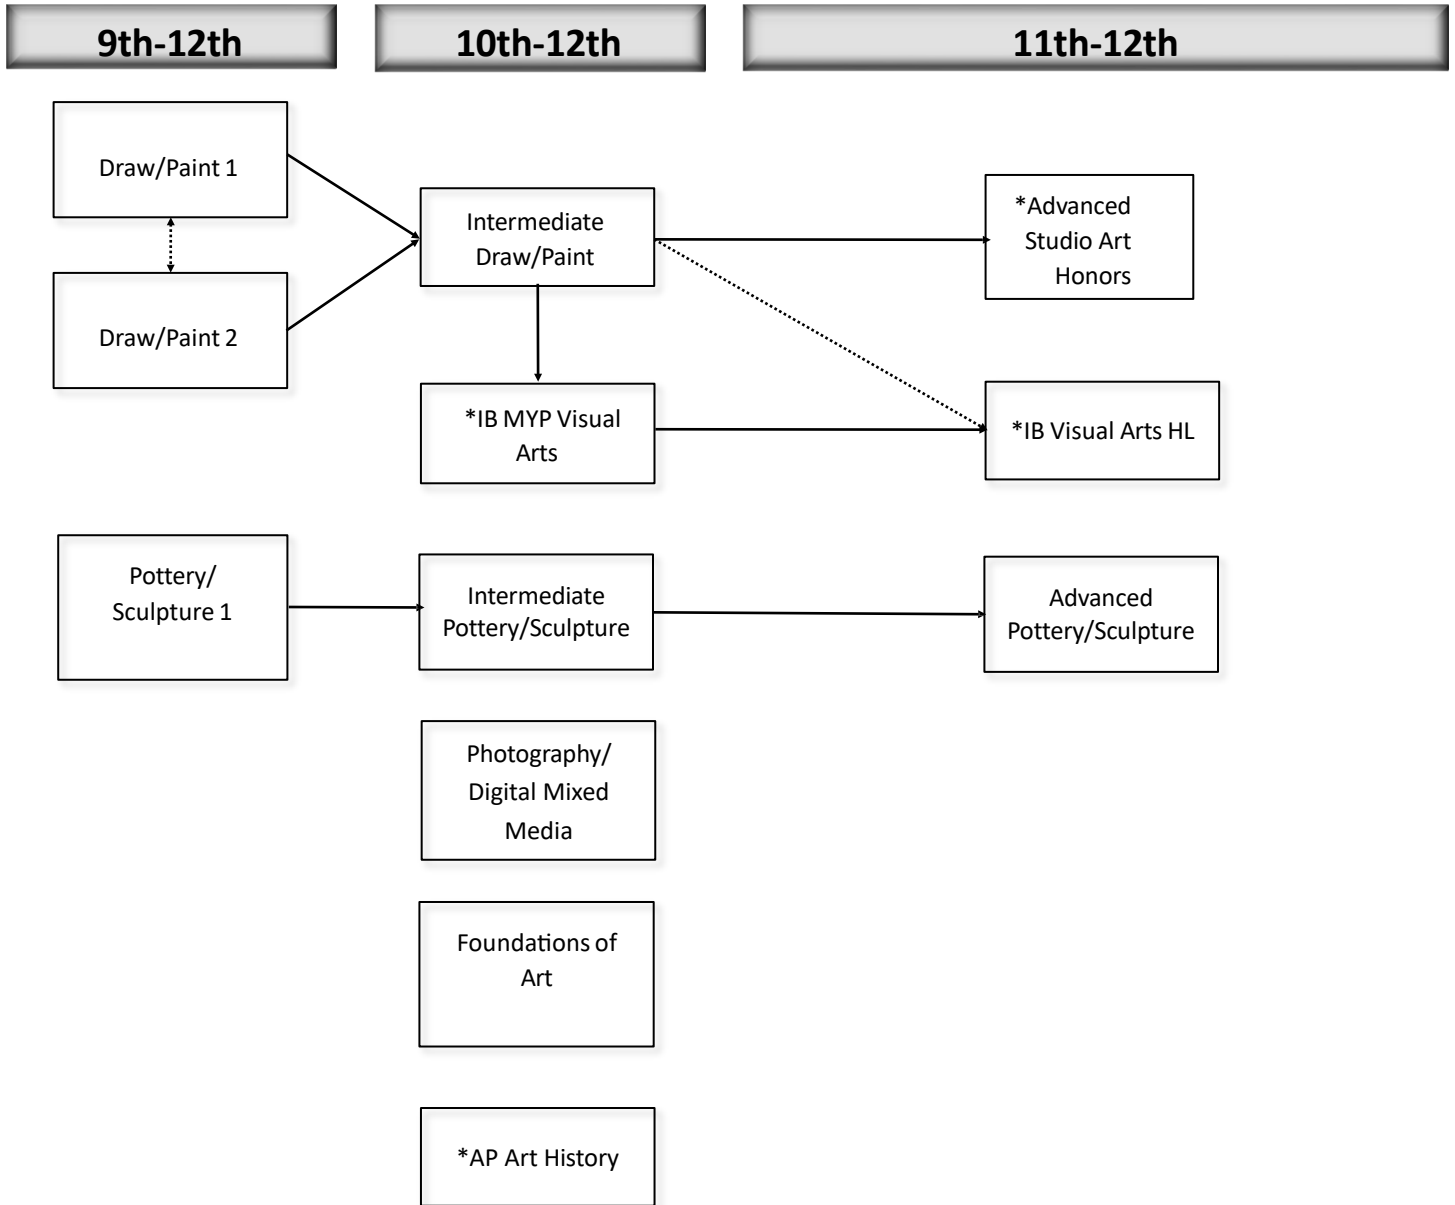 9th-12th
10th-12th
11th-12th
Draw/Paint 1
Draw/Paint 2
Intermediate
Draw/Paint
*Advanced
Studio Art
Honors
*IB MYP Visual
Arts
*IB Visual Arts HL
Pottery/
Sculpture 1
Intermediate
Pottery/Sculpture
Advanced
Pottery/Sculpture
Photography/
Digital Mixed
Media
Foundations of
Art
*AP Art History